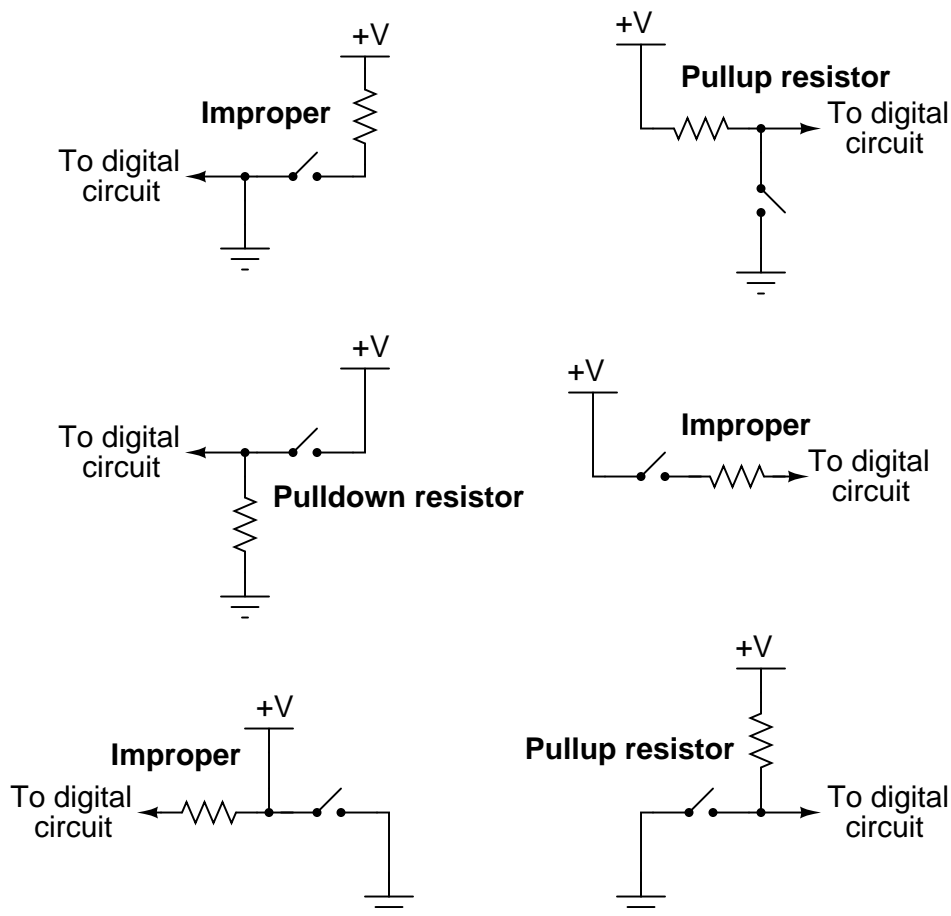 +V
Improper
To digital
circuit
+V
Pullup resistor
To digital
circuit
+V
To digital
circuit
Pulldown resistor
+V
Improper
To digital
circuit
+V
Improper
To digital
circuit
+V
Pullup resistor
To digital
circuit